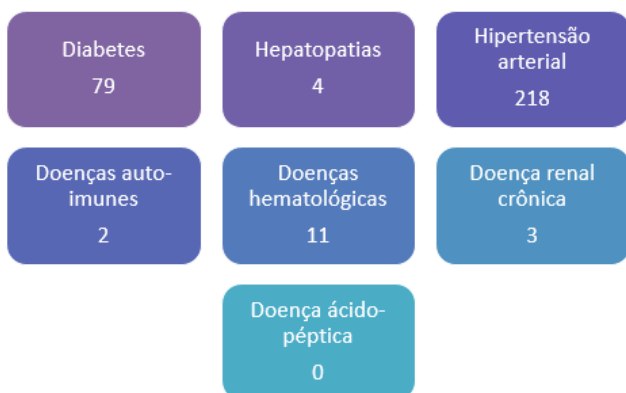 Diabetes
79
Hepatopatias
4
Hipertensão
arterial
218
Doenças auto-
imunes
2
Doenças
hematológicas
11
Doença renal
crônica
3
Doença ácido-
péptica
0